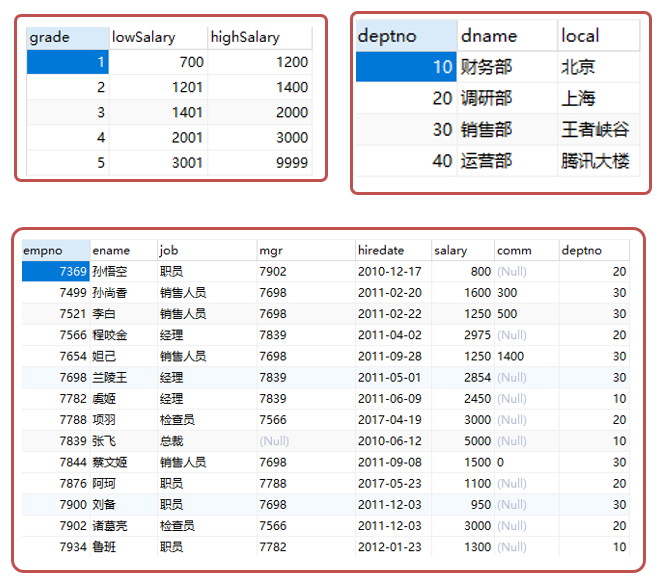 grade lowSalary highSalary
1 700 1200
2 1201 1400
3 1401 2000
4 2001 3000
5 3001 9999
deptno dname local
10 财务部 北京
20 调研部 上海
30 销售部 王者峡谷
40 运营部 腾讯大楼
empno ename job mgr hiredate salary comm deptno
7369 孙悟空 职员 7902 2010-12-17 800 (Null) 20
7499 孙尚香 销售人员 7698 2011-02-20 1600 300 30
7521 李白 销售人员 7698 2011-02-22 1250 500 30
7566 程咬金 经理 7839 2011-04-02 2975 (Null) 20
7654 妲己 销售人员 7698 2011-09-28 1250 1400 30
7698 兰陵王 经理 7839 2011-05-01 2854 (Null) 30
7782 虞姬 经理 7839 2011-06-09 2450 (Null) 10
7788 项羽 检查员 7566 2017-04-19 3000 (Null) 20
7839 张飞 总裁 (Null) 2010-06-12 5000 (Null) 10
7844 蔡文姬 销售人员 7698 2011-09-08 1500 0 30
7876 阿珂 职员 7788 2017-05-23 1100 (Null) 20
7900 刘备 职员 7698 2011-12-03 950 (Null) 30
7902 诸葛亮 检查员 7566 2011-12-03 3000 (Null) 20
7934 鲁班 职员 7782 2012-01-23 1300 (Null) 10